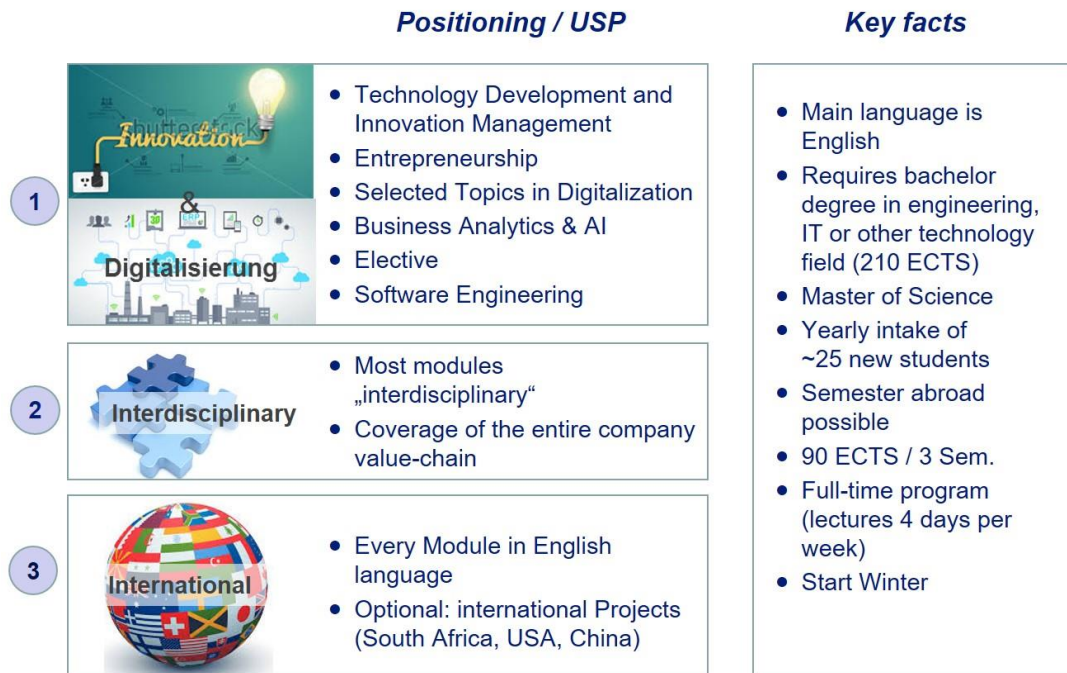 Positioning / USP
Key facts
1
shutterstock
Innovation
&
ERP
Digitalisierung
• Technology Development and
Innovation Management
• Entrepreneurship
• Selected Topics in Digitalization
• Business Analytics & AI
• Elective
• Software Engineering
2
Interdisciplinary
• Most modules
„interdisciplinary“
• Coverage of the entire company
value-chain
3
International
• Every Module in English
language
• Optional: international Projects
(South Africa, USA, China)
• Main language is
English
• Requires bachelor
degree in engineering,
IT or other technology
field (210 ECTS)
• Master of Science
• Yearly intake of
~25 new students
• Semester abroad
possible
• 90 ECTS / 3 Sem.
• Full-time program
(lectures 4 days per
week)
• Start Winter